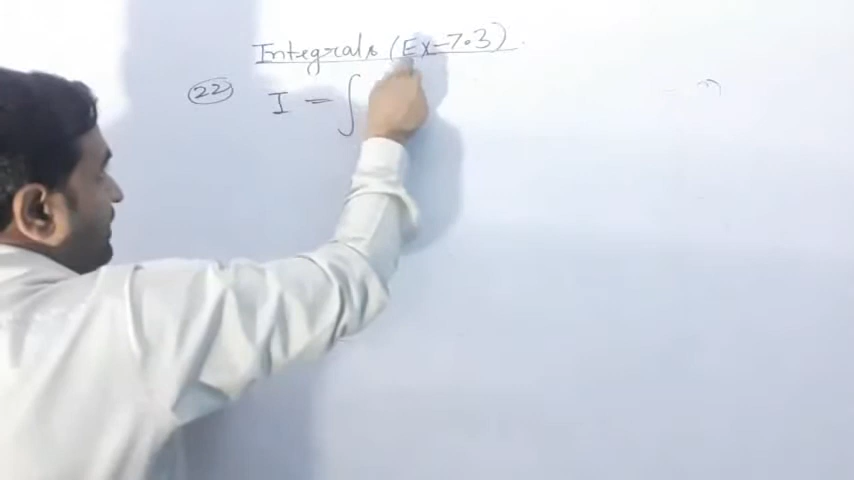 Integrals (Ex-7.3)
22 I = ∫